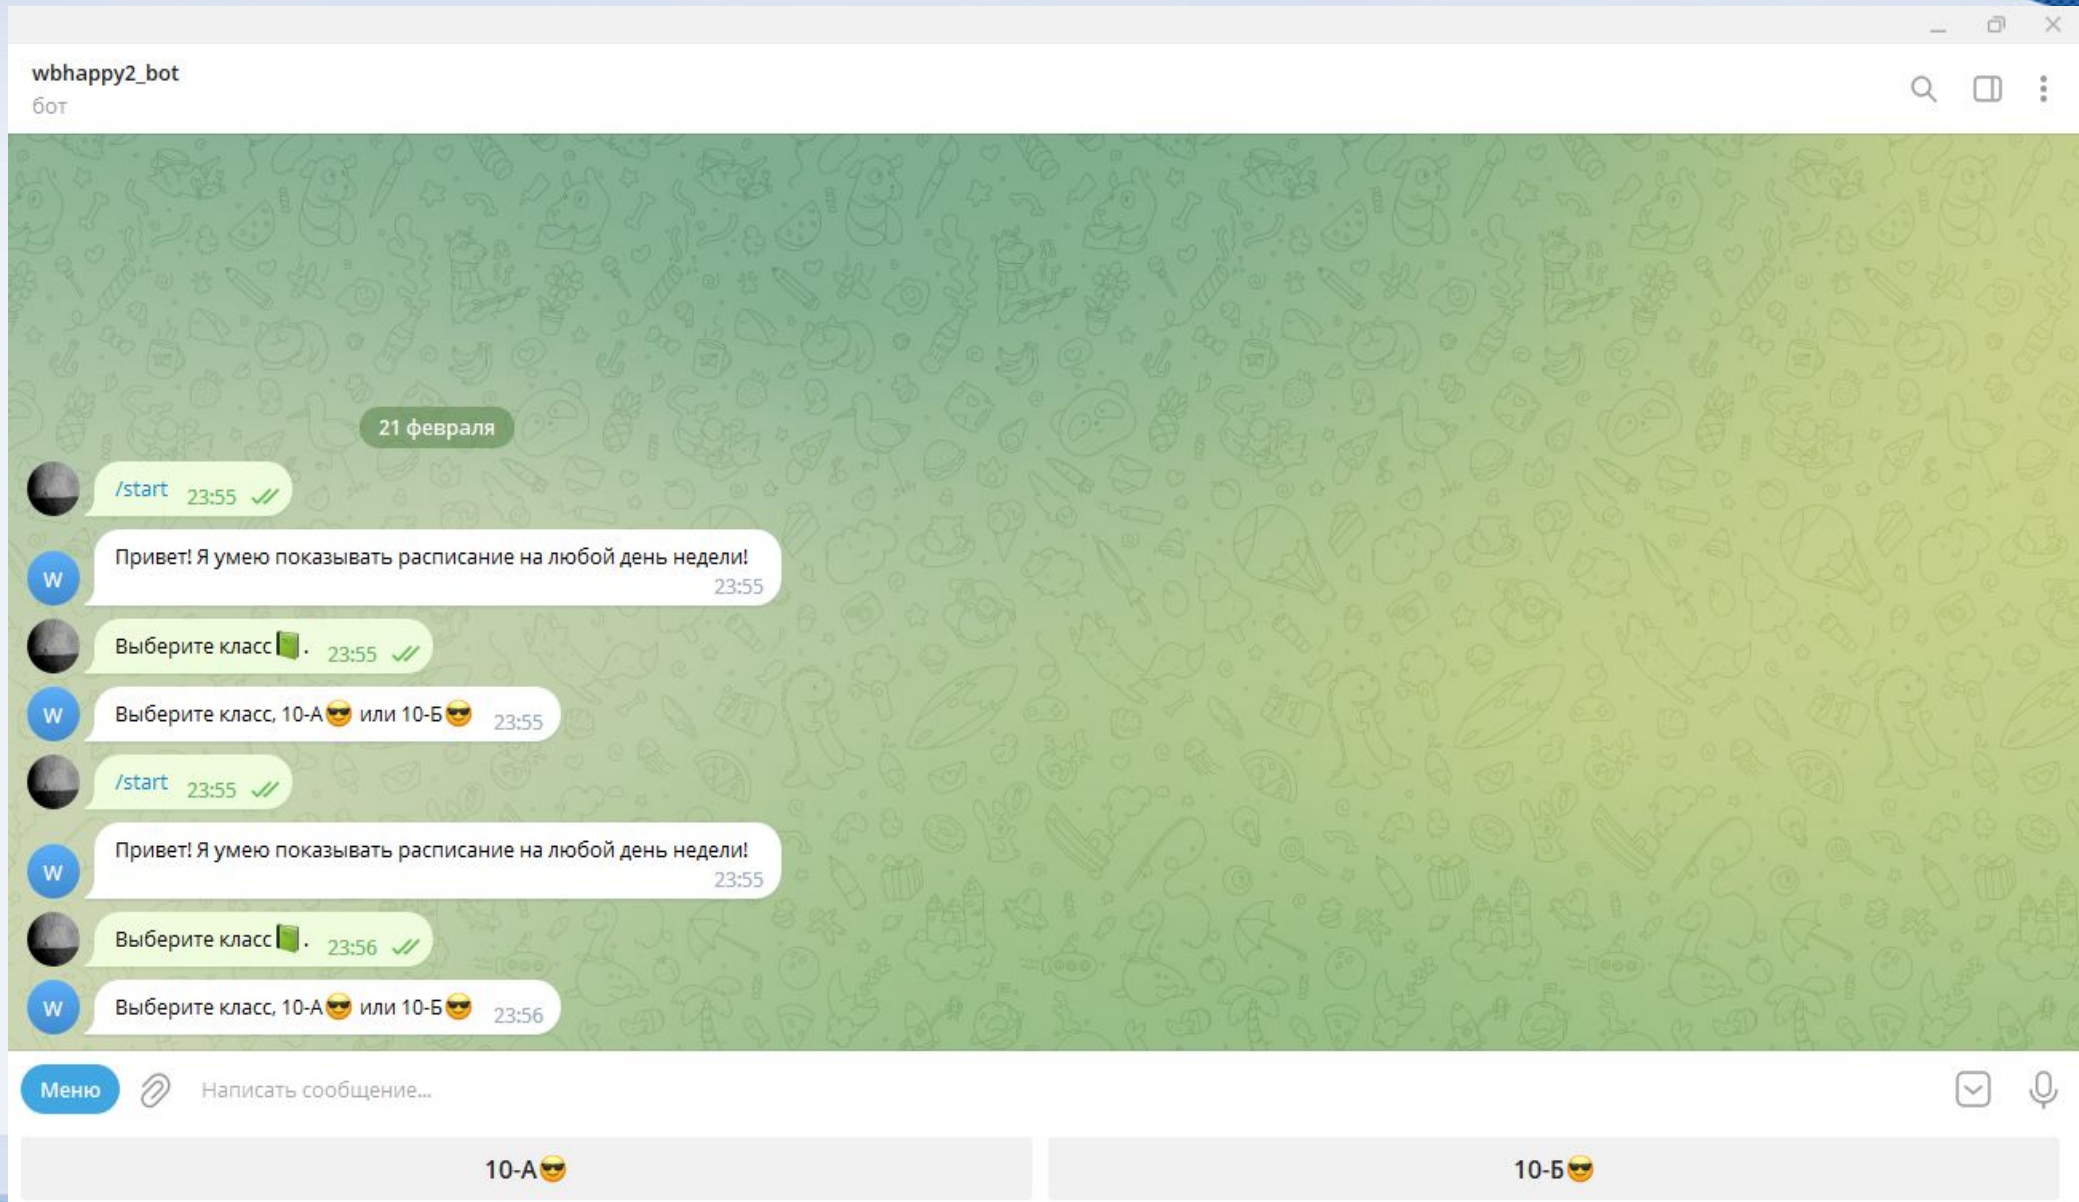 wbhappy2_bot
бот
21 февраля
/start 23:55
Привет! Я умею показывать расписание на любой день недели!
23:55
W
Выберите класс📗. 23:55
W
Выберите класс, 10-А😎 или 10-Б😎 23:55
/start 23:55
Привет! Я умею показывать расписание на любой день недели!
23:55
W
Выберите класс📗. 23:56
W
Выберите класс, 10-А😎 или 10-Б😎 23:56
Меню
Написать сообщение...
10-А😎
10-Б😎